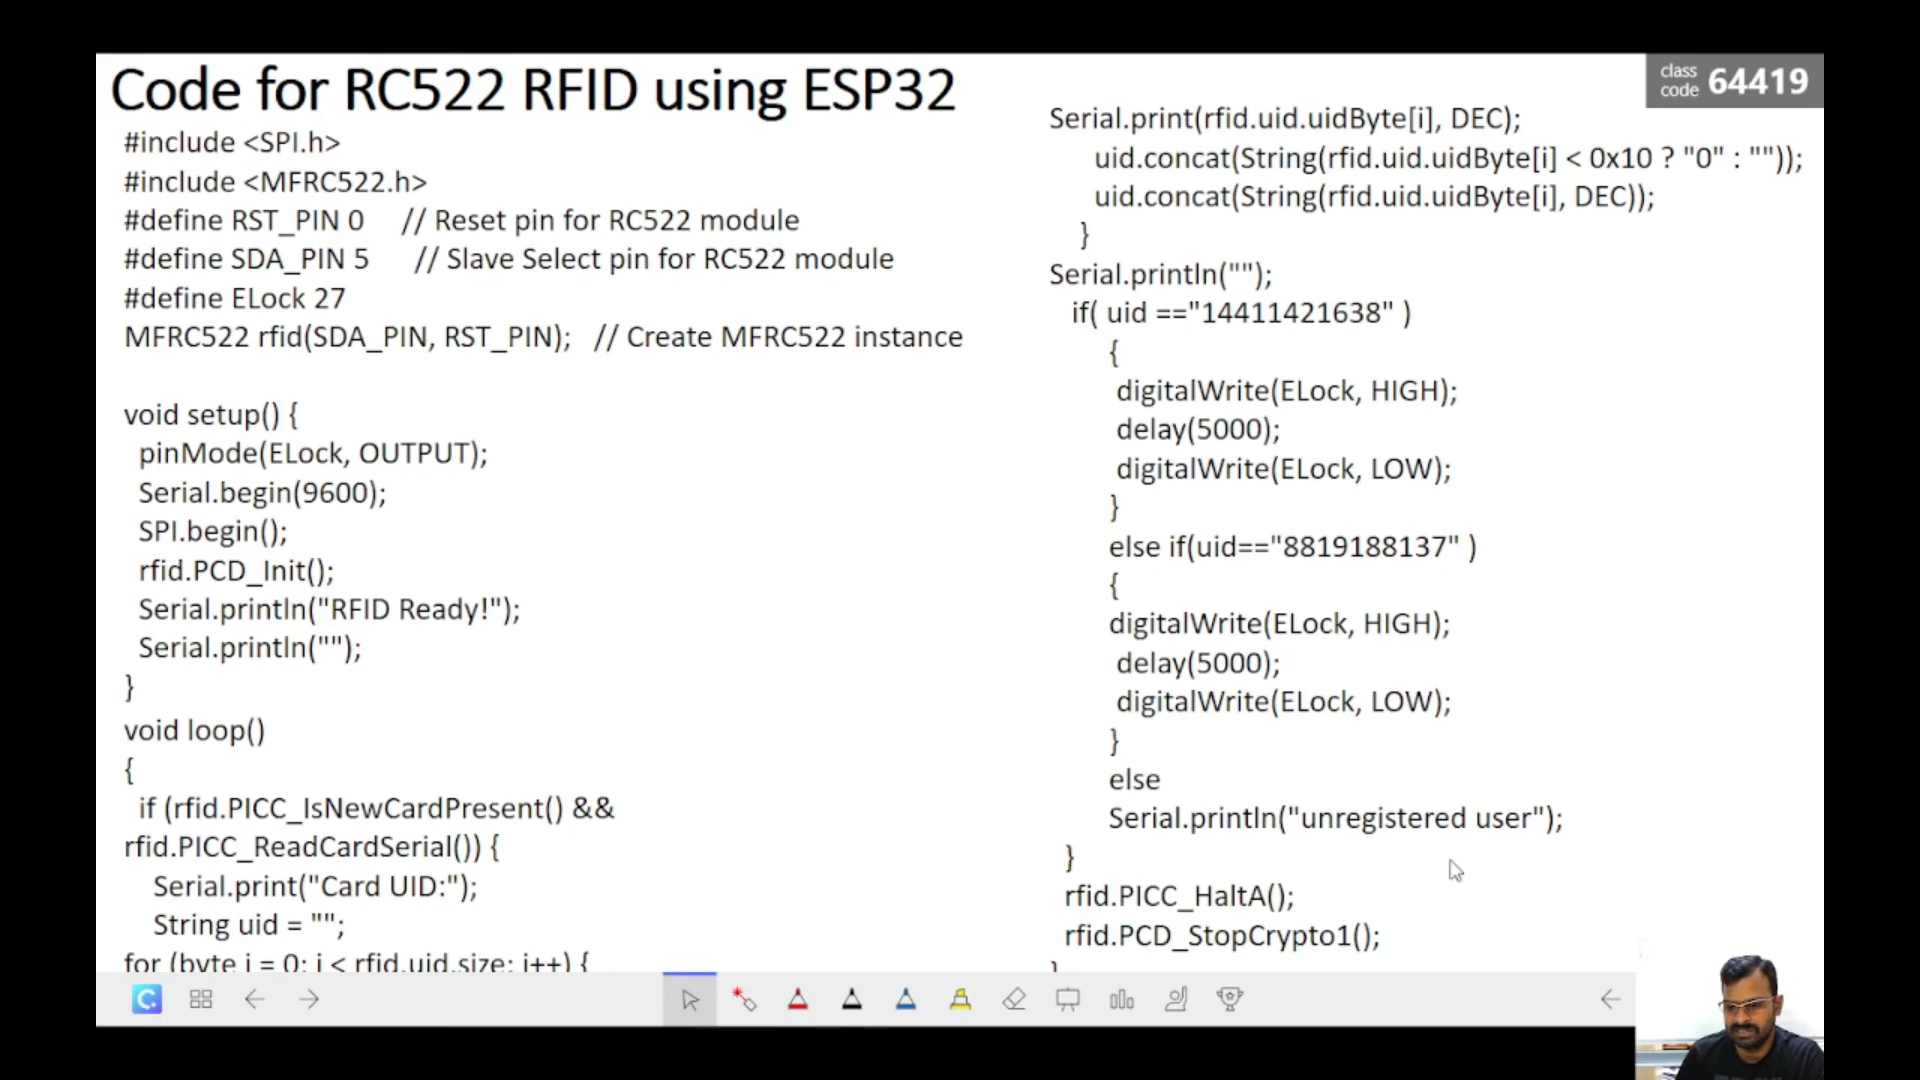 Code for RC522 RFID using ESP32
#include <SPI.h>
#include <MFRC522.h>
#define RST_PIN 0 // Reset pin for RC522 module
#define SDA_PIN 5 // Slave Select pin for RC522 module
#define ELock 27
MFRC522 rfid(SDA_PIN, RST_PIN); // Create MFRC522 instance
void setup() {
pinMode(ELock, OUTPUT);
Serial.begin(9600);
SPI.begin();
rfid.PCD_Init();
Serial.println("RFID Ready!");
Serial.println("");
}
void loop()
{
if (rfid.PICC_IsNewCardPresent() &&
rfid.PICC_ReadCardSerial()) {
Serial.print("Card UID:");
String uid = "";
for (byte i = 0; i < rfid.uid.size; i++) {
class code 64419
Serial.print(rfid.uid.uidByte[i], DEC);
uid.concat(String(rfid.uid.uidByte[i] < 0x10 ? "0" : ""));
uid.concat(String(rfid.uid.uidByte[i], DEC));
}
Serial.println("");
if( uid =="14411421638" )
{
digitalWrite(ELock, HIGH);
delay(5000);
digitalWrite(ELock, LOW);
}
else if(uid=="8819188137" )
{
digitalWrite(ELock, HIGH);
delay(5000);
digitalWrite(ELock, LOW);
}
else
Serial.println("unregistered user");
}
rfid.PICC_HaltA();
rfid.PCD_StopCrypto1();
}